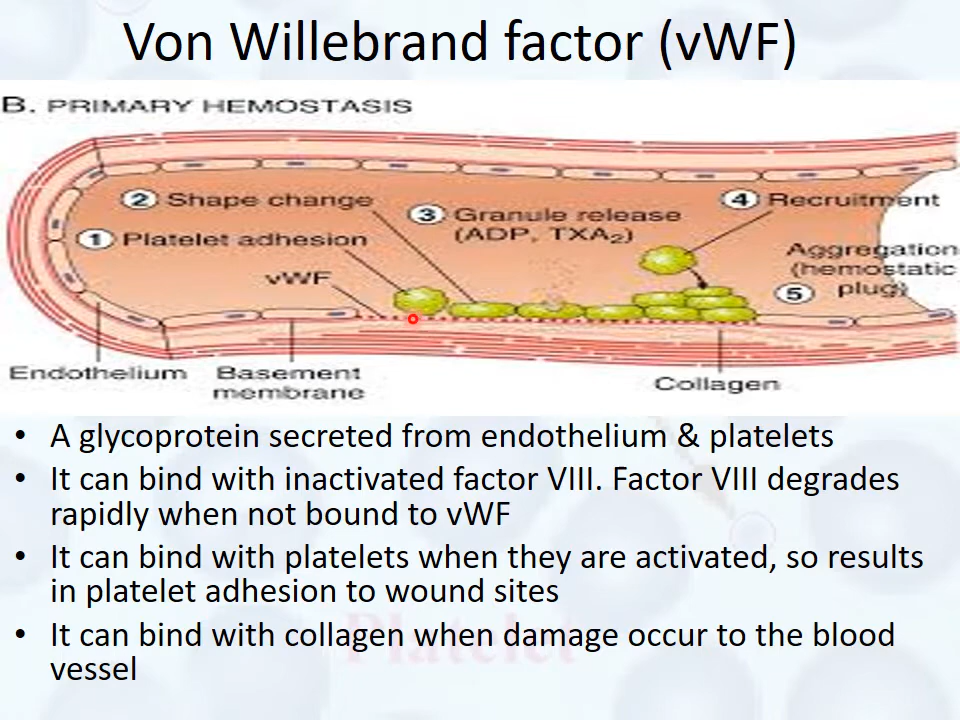 Von Willebrand factor (vWF)
B. PRIMARY HEMOSTASIS
2 Shape change
3 Granule release
(ADP, TXA2)
4 Recruitment
1 Platelet adhesion
Aggregation
(hemostatic
5 plug)
vWF
Endothelium
Basement
membrane
Collagen
• A glycoprotein secreted from endothelium & platelets
• It can bind with inactivated factor VIII. Factor VIII degrades
rapidly when not bound to vWF
• It can bind with platelets when they are activated, so results
in platelet adhesion to wound sites
• It can bind with collagen when damage occur to the blood
vessel
Platelet